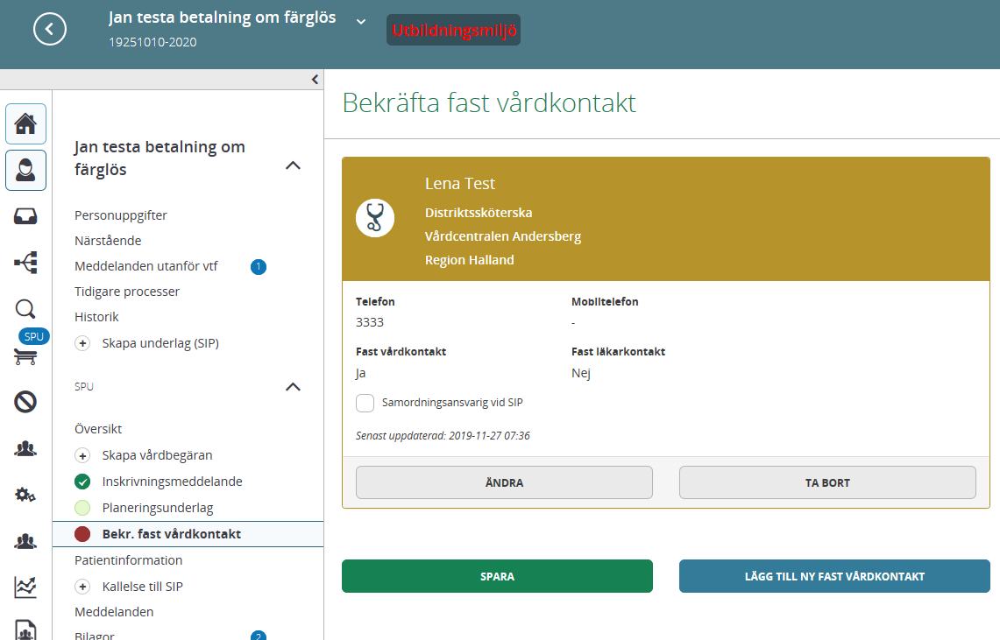 Jan testa betalning om färglös
19251010-2020
Utbildningsmiljö
Jan testa betalning om
färglös
Personuppgifter
Närstående
Meddelanden utanför vtf 1
Tidigare processer
Historik
Skapa underlag (SIP)
SPU
SPU
Översikt
Skapa vårdbegäran
Inskrivningsmeddelande
Planeringsunderlag
Bekr. fast vårdkontakt
Patientinformation
Kallelse till SIP
Meddelanden
Bilagor 2
Bekräfta fast vårdkontakt
Lena Test
Distriktssköterska
Vårdcentralen Andersberg
Region Halland
Telefon Mobiltelefon
3333 -
Fast vårdkontakt Fast läkarkontakt
Ja Nej
Samordningsansvarig vid SIP
Senast uppdaterad: 2019-11-27 07:36
ÄNDRA TA BORT
SPARA LÄGG TILL NY FAST VÅRDKONTAKT